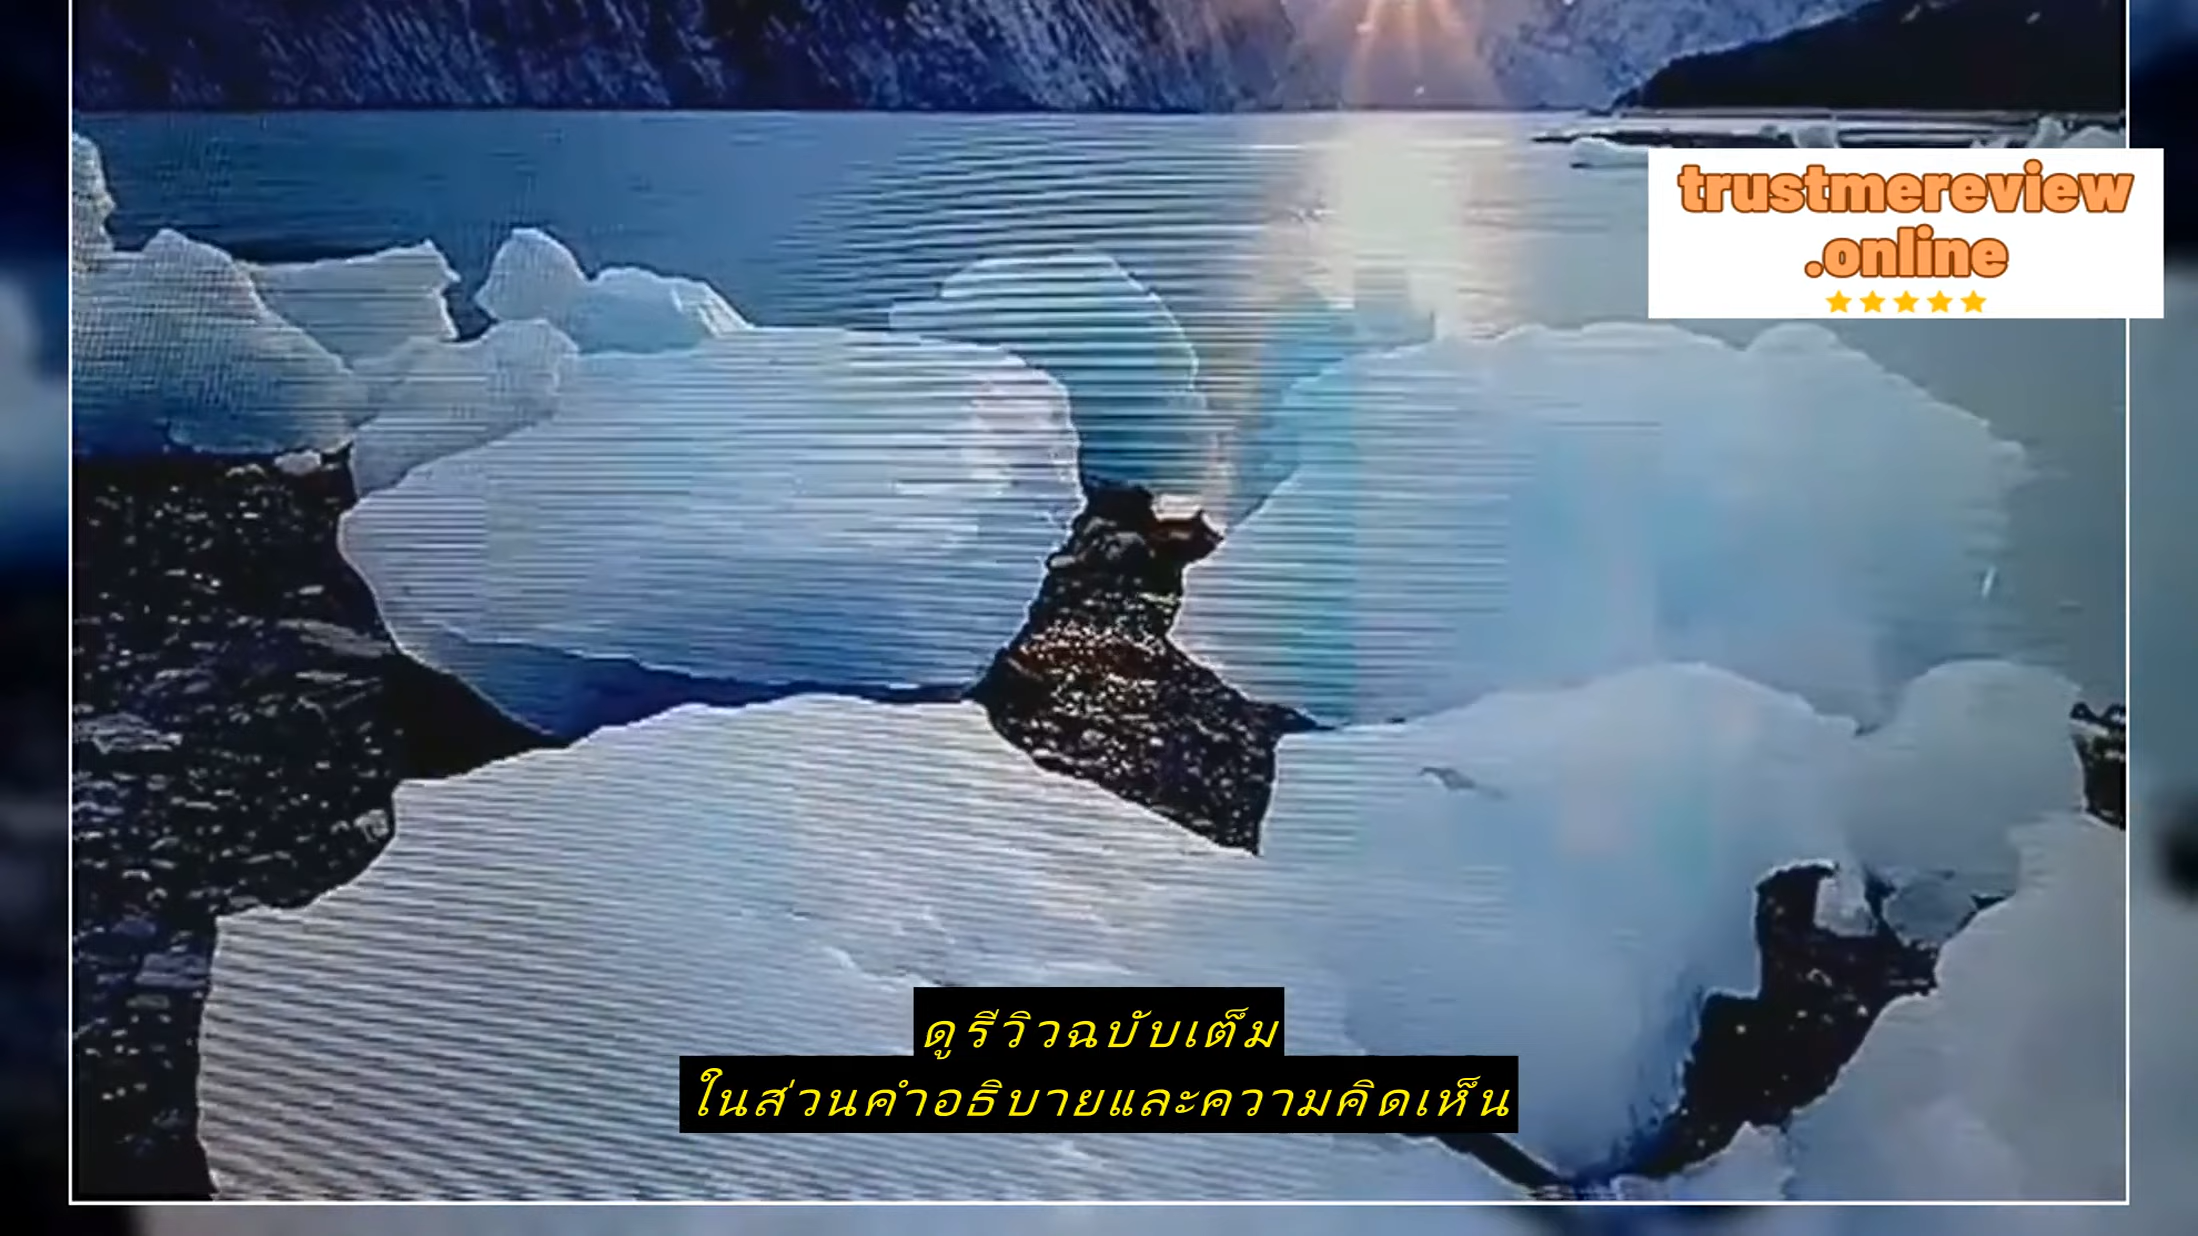 trustmereview
.online
ดูรีวิวฉบับเต็ม
ในส่วนคำอธิบายและความคิดเห็น